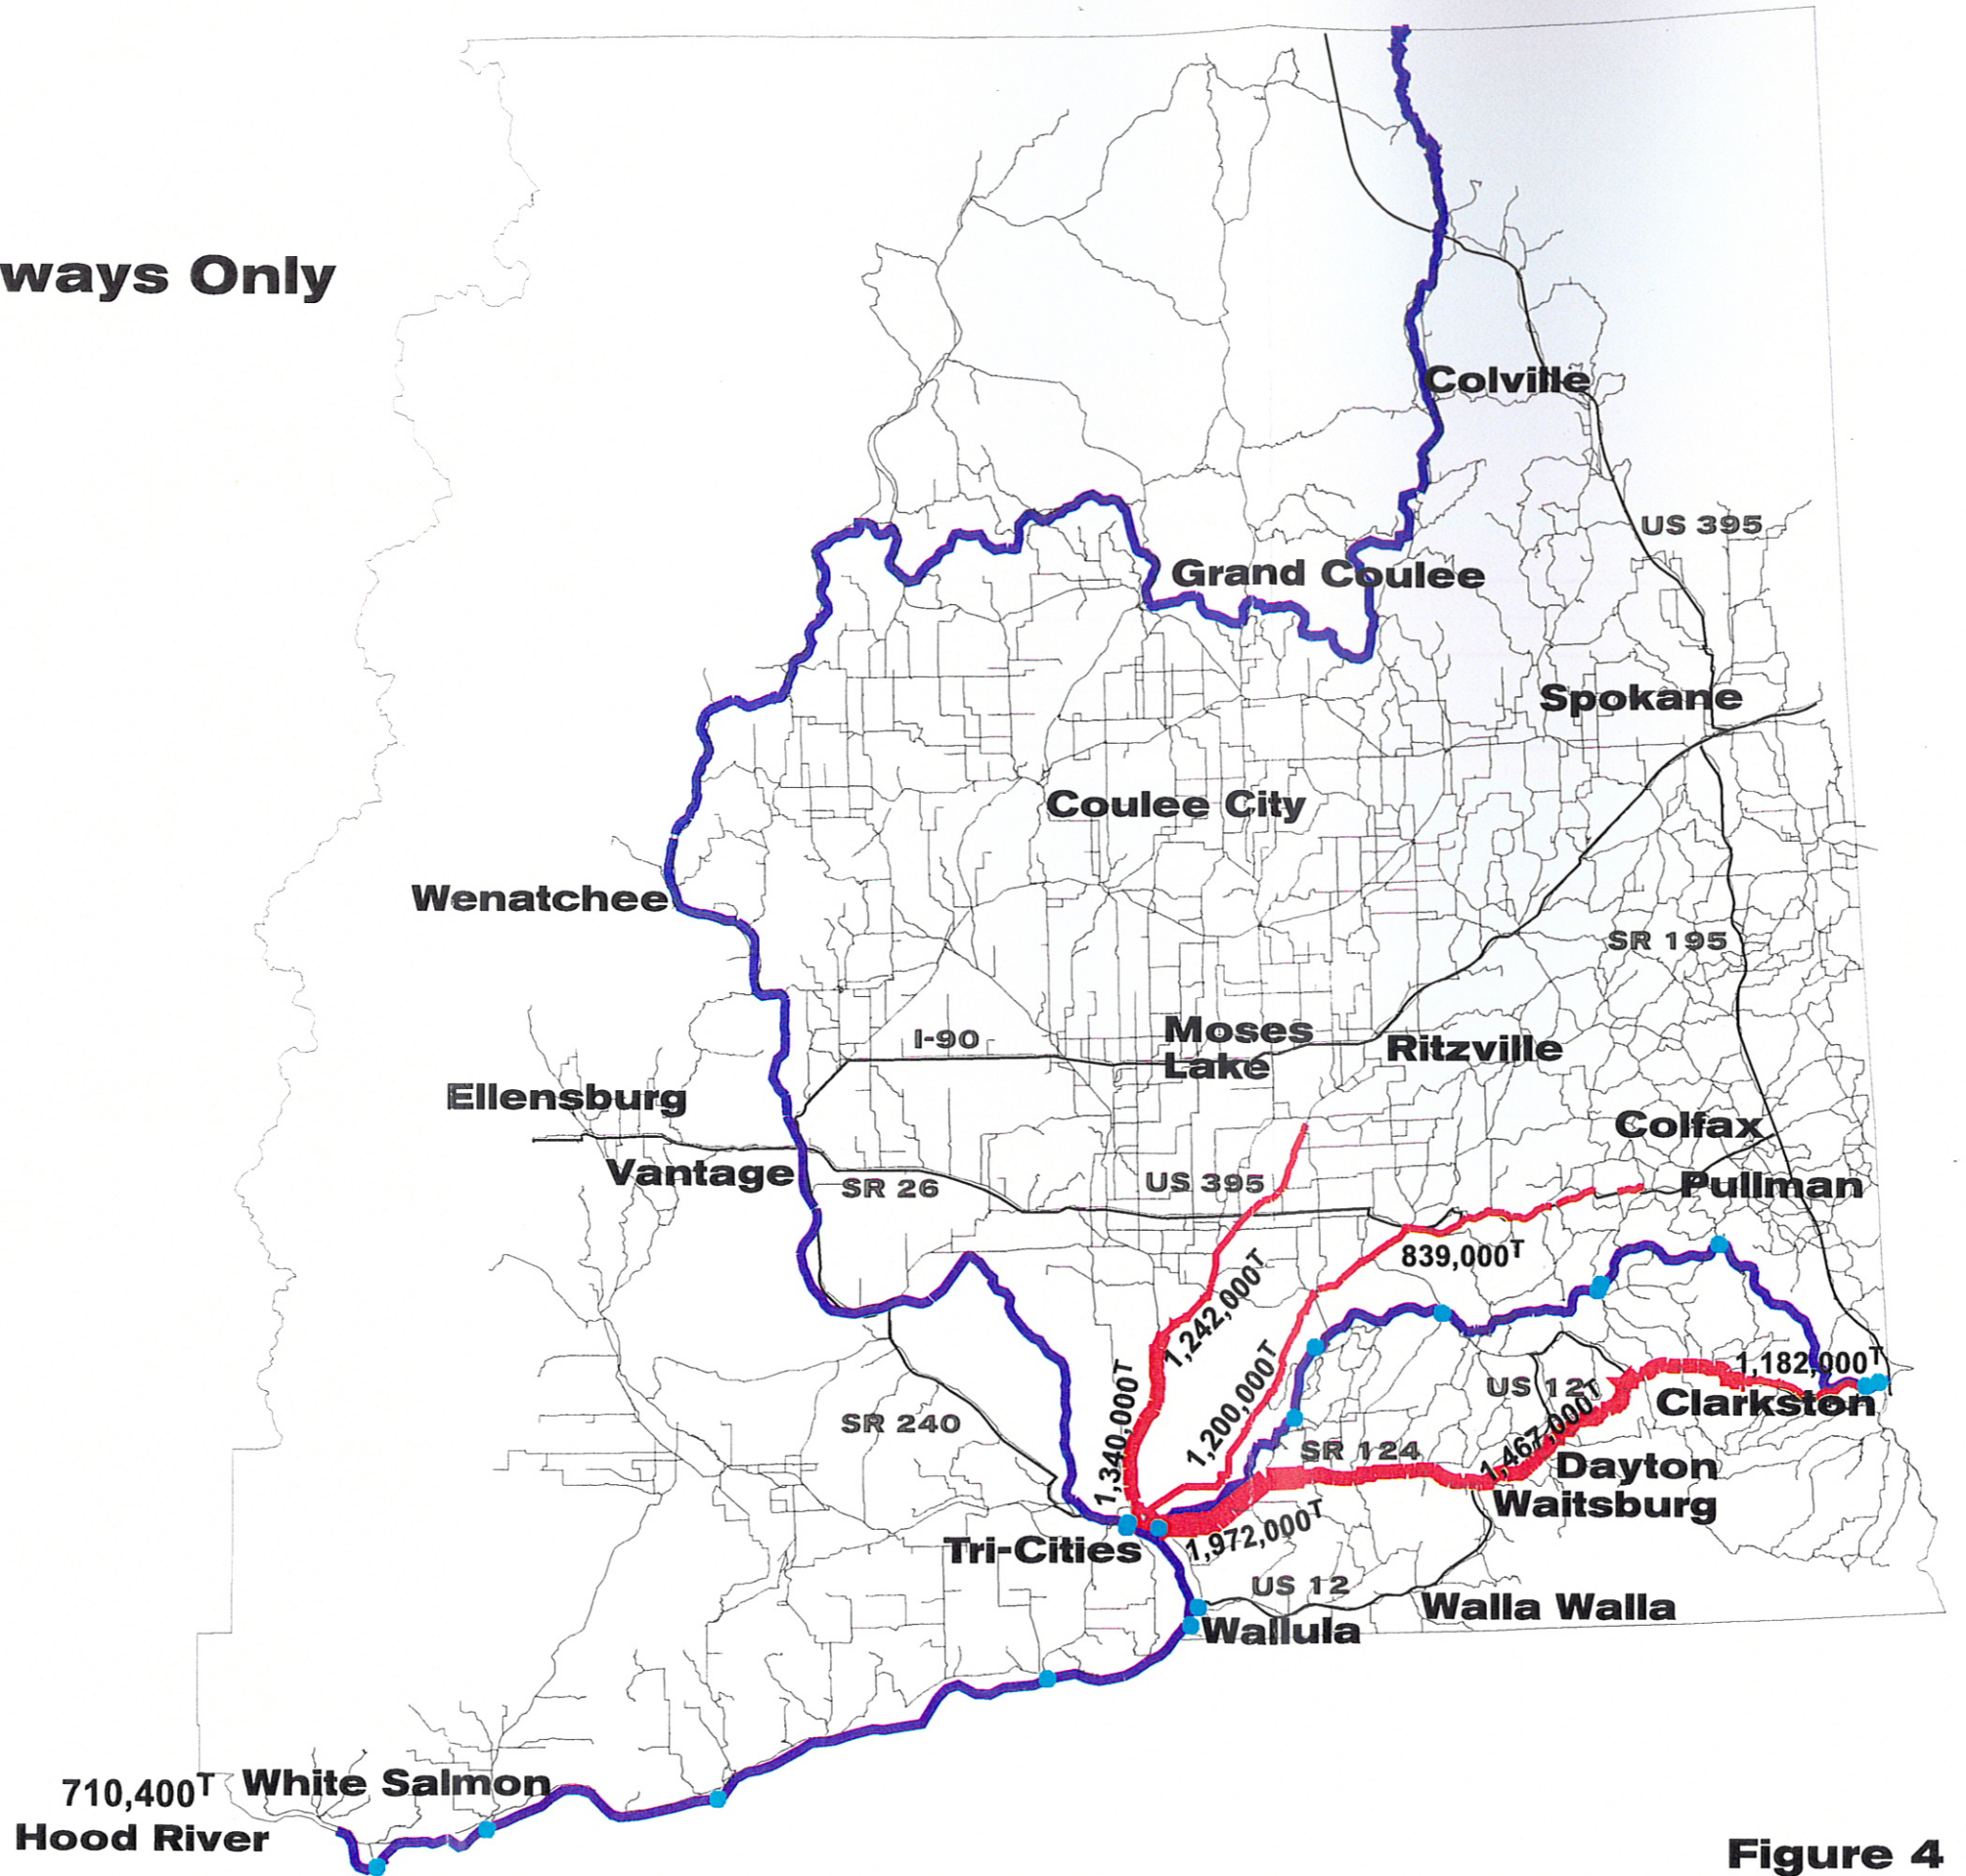 ways Only
Colville
US 395
Grand Coulee
Spokane
Coulee City
Wenatchee
SR 195
I-90
Moses
Lake
Ritzville
Ellensburg
Colfax
Vantage
SR 26
US 395
Pullman
839,000T
1,242,000T
1,340,000T
1,200,000T
1,182,000T
US 12
Clarkston
SR 240
SR 124
1,467,000T
Dayton
Waitsburg
Tri-Cities
1,972,000T
US 12
Walla Walla
Wallula
710,400T
White Salmon
Hood River
Figure 4